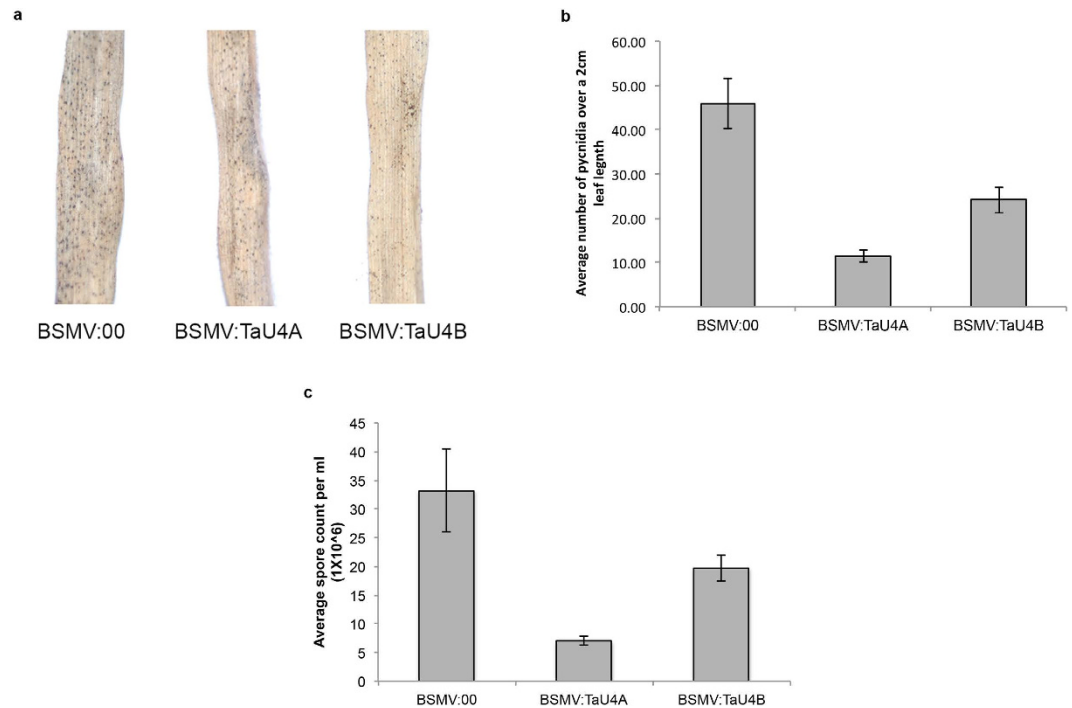 a
BSMV:00
BSMV:TaU4A
BSMV:TaU4B
b
Average number of pycnidia over a 2cm
leaf legnth
60.00
50.00
40.00
30.00
20.00
10.00
0.00
BSMV:00
BSMV:TaU4A
BSMV:TaU4B
c
Average spore count per ml
(1X10^6)
45
40
35
30
25
20
15
10
5
0
BSMV:00
BSMV:TaU4A
BSMV:TaU4B